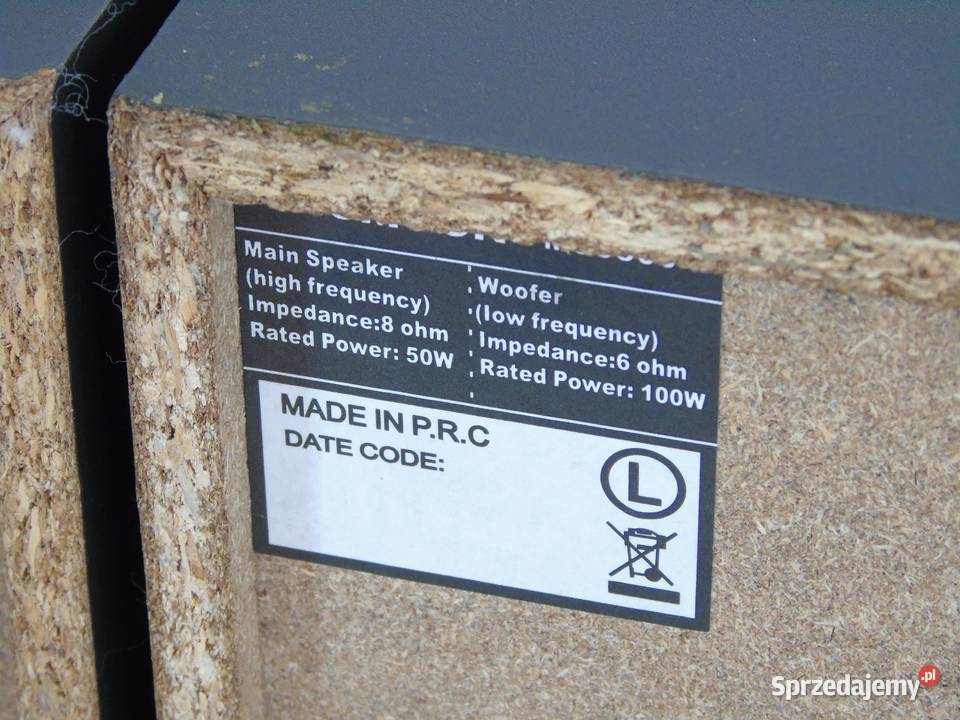 Main Speaker
(high frequency)
Impedance:8 ohm
Rated Power: 50W
Woofer
(low frequency)
Impedance:6 ohm
Rated Power: 100W
MADE IN P.R.C
DATE CODE:
L
Sprzedajemy.pl